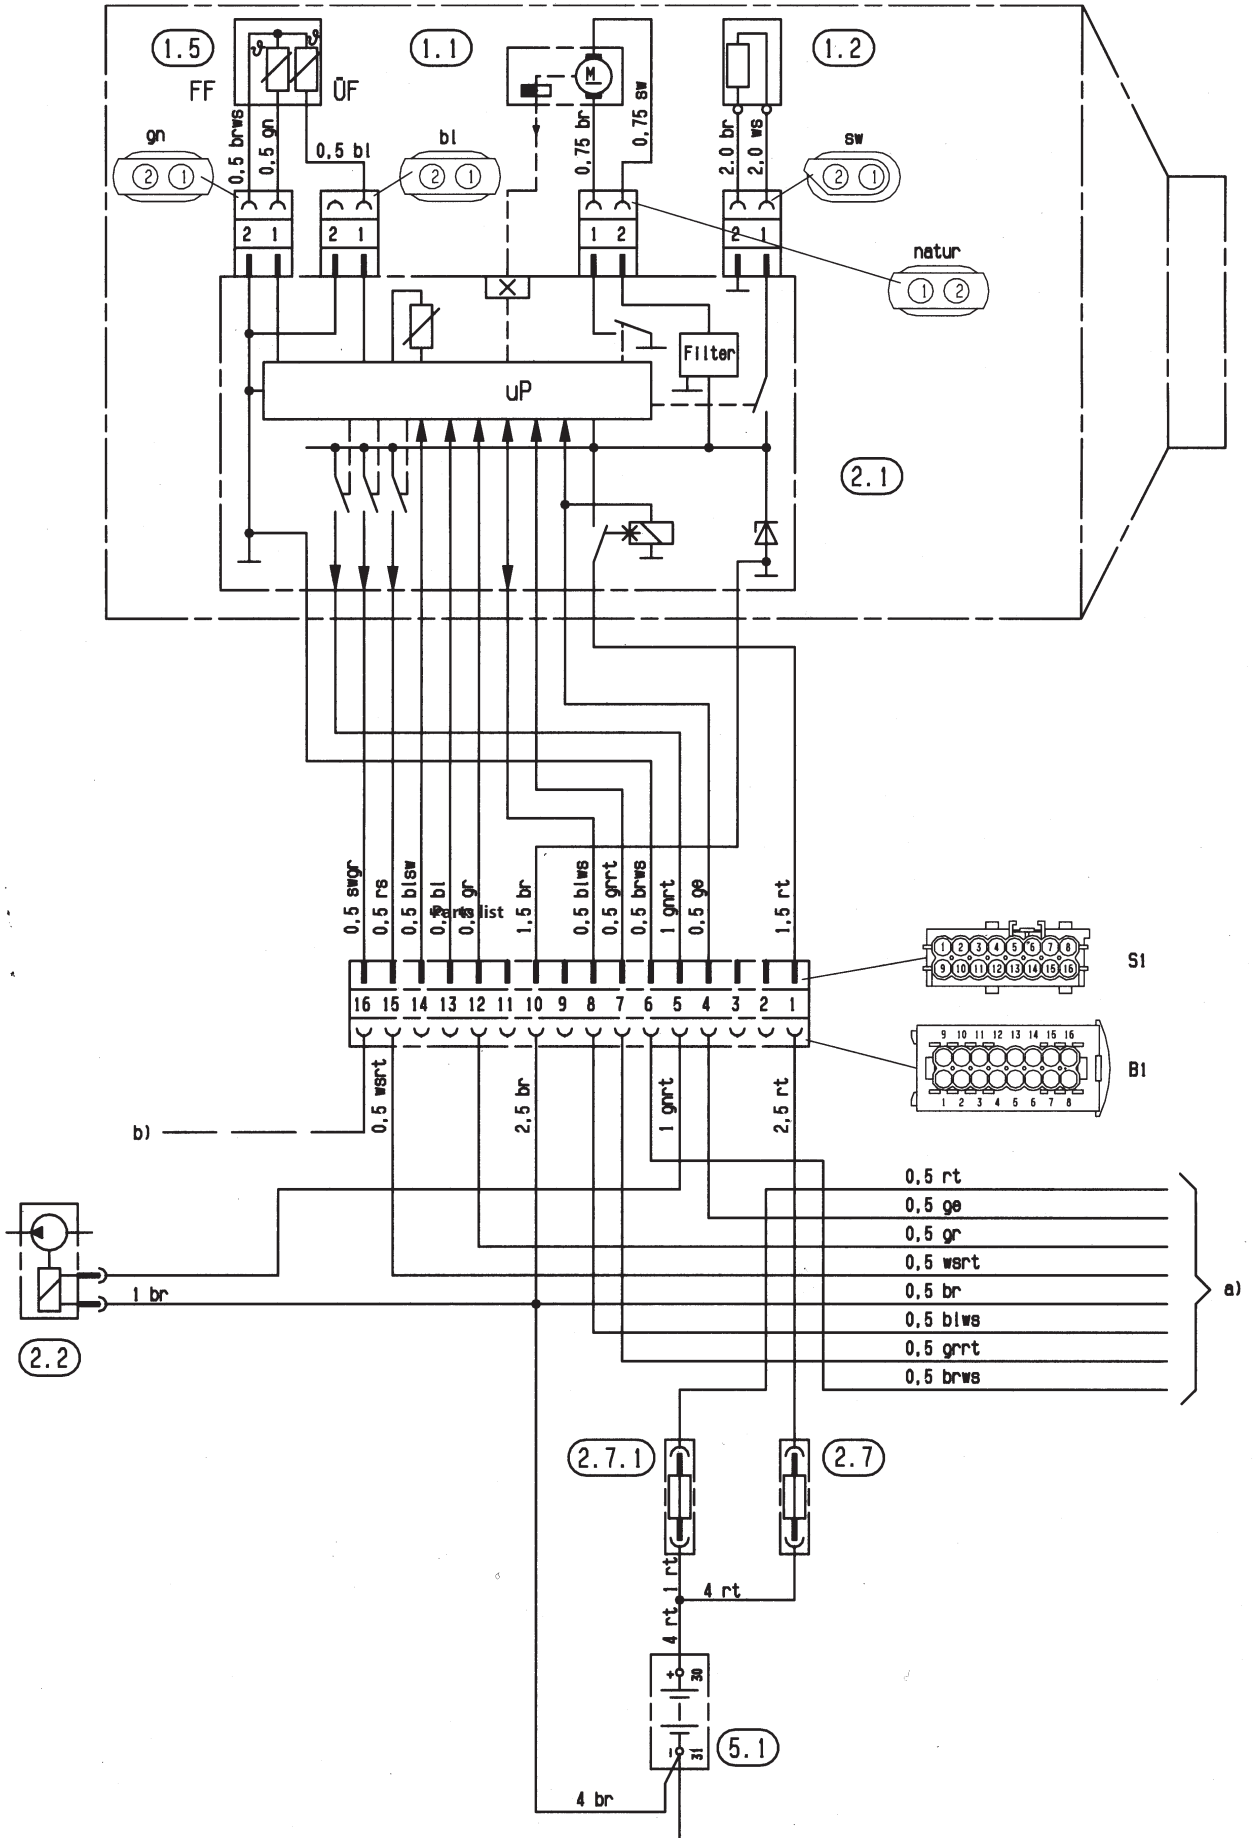 1.5
1.1
1.2
FF
ÜF
ϑ
ϑ
M
gn
2 1
0,5 brws
0,5 gn
0,5 bl
bl
2 1
0,75 br
0,75 sw
2.0 br
2,0 ws
sw
2 1
2 1
2 1
1 2
2 1
natur
1 2
Filter
uP
2.1
0,5 swgr
0,5 rs
0,5 blsw
0,5 bl
0,5 gr
1,5 br
0,5 blws
0,5 grrt
0,5 brws
1 gnrt
0,5 ge
1,5 rt
Parts list
1 2 3 4 5 6 7 8
9 10 11 12 13 14 15 16
S1
16 15 14 13 12 11 10 9 8 7 6 5 4 3 2 1
9 10 11 12 13 14 15 16
1 2 3 4 5 6 7 8
B1
0,5 wsrt
2,5 br
1 gnrt
2,5 rt
b)
0,5 rt
0,5 ge
0,5 gr
0,5 wsrt
0,5 br
0,5 blws
0,5 grrt
0,5 brws
a)
1 br
2.2
2.7.1
2.7
1 rt
4 rt
4 rt
+ 30
- 31
5.1
4 br